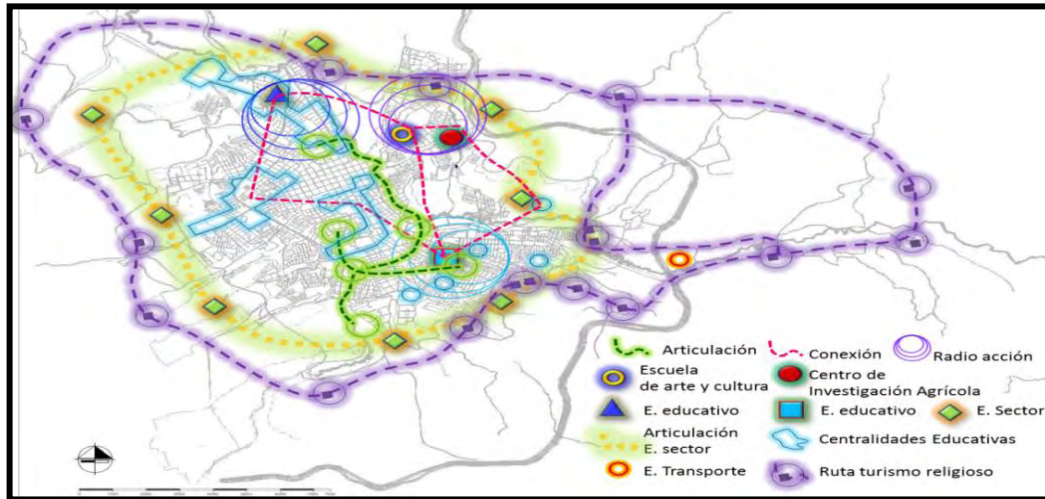 Articulación
Conexión
Radio acción
Escuela
de arte y cultura
Centro de
Investigación Agrícola
E. educativo
E. educativo
E. Sector
Articulación
E. sector
Centralidades Educativas
E. Transporte
Ruta turismo religioso